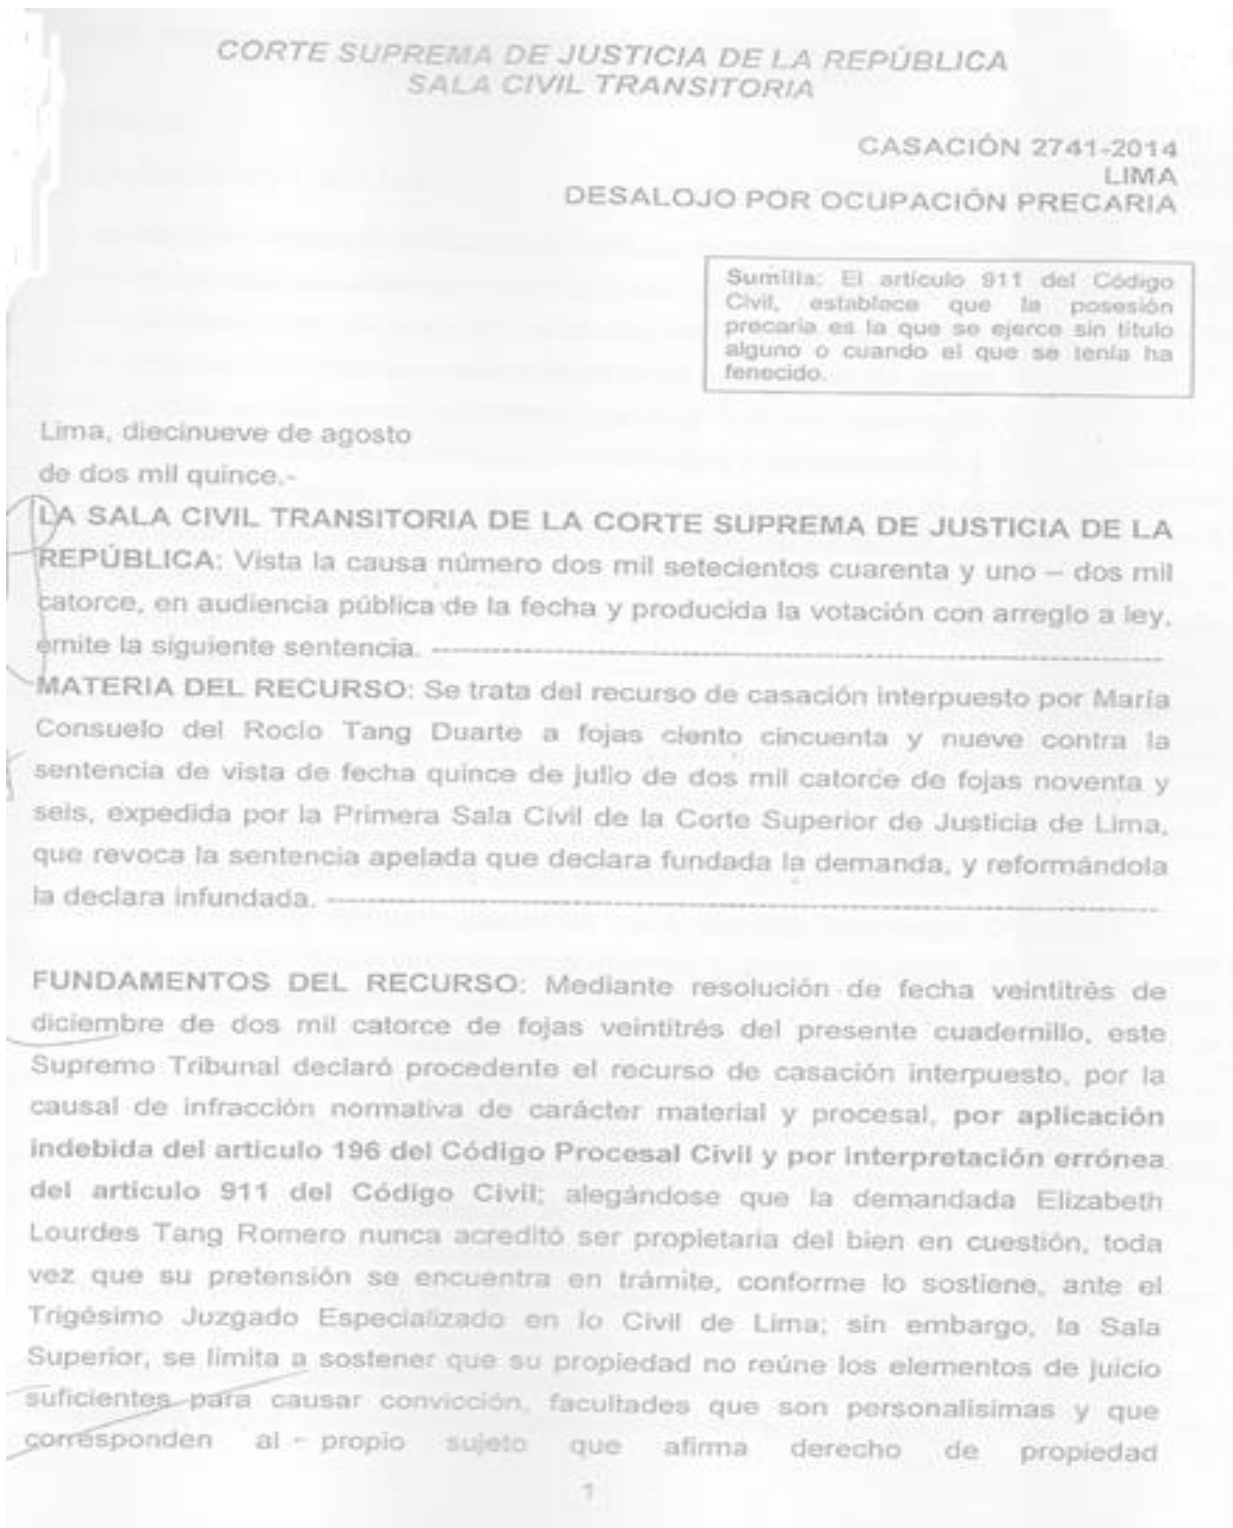 CORTE SUPREMA DE JUSTICIA DE LA REPÚBLICA
SALA CIVIL TRANSITORIA
CASACIÓN 2741-2014
LIMA
DESALOJO POR OCUPACIÓN PRECARIA
Sumilla: El artículo 911 del Código
Civil, establece que la posesión
precaria es la que se ejerce sin título
alguno o cuando el que se tenía ha
fenecido.
Lima, diecinueve de agosto
de dos mil quince.-
LA SALA CIVIL TRANSITORIA DE LA CORTE SUPREMA DE JUSTICIA DE LA
REPÚBLICA: Vista la causa número dos mil setecientos cuarenta y uno – dos mil
catorce, en audiencia pública de la fecha y producida la votación con arreglo a ley,
emite la siguiente sentencia. ---
MATERIA DEL RECURSO: Se trata del recurso de casación interpuesto por María
Consuelo del Rocío Tang Duarte a fojas ciento cincuenta y nueve contra la
sentencia de vista de fecha quince de julio de dos mil catorce de fojas noventa y
seis, expedida por la Primera Sala Civil de la Corte Superior de Justicia de Lima,
que revoca la sentencia apelada que declara fundada la demanda, y reformándola
la declara infundada. ---
FUNDAMENTOS DEL RECURSO: Mediante resolución de fecha veintitrés de
diciembre de dos mil catorce de fojas veintitrés del presente cuadernillo, este
Supremo Tribunal declaró procedente el recurso de casación interpuesto, por la
causal de infracción normativa de carácter material y procesal, por aplicación
indebida del articulo 196 del Código Procesal Civil y por interpretación errónea
del articulo 911 del Código Civil; alegándose que la demandada Elizabeth
Lourdes Tang Romero nunca acreditó ser propietaria del bien en cuestión, toda
vez que su pretensión se encuentra en trámite, conforme lo sostiene, ante el
Trigésimo Juzgado Especializado en lo Civil de Lima; sin embargo, la Sala
Superior, se limita a sostener que su propiedad no reúne los elementos de juicio
suficientes para causar convicción, facultades que son personalísimas y que
corresponden al - propio sujeto que afirma derecho de propiedad
1